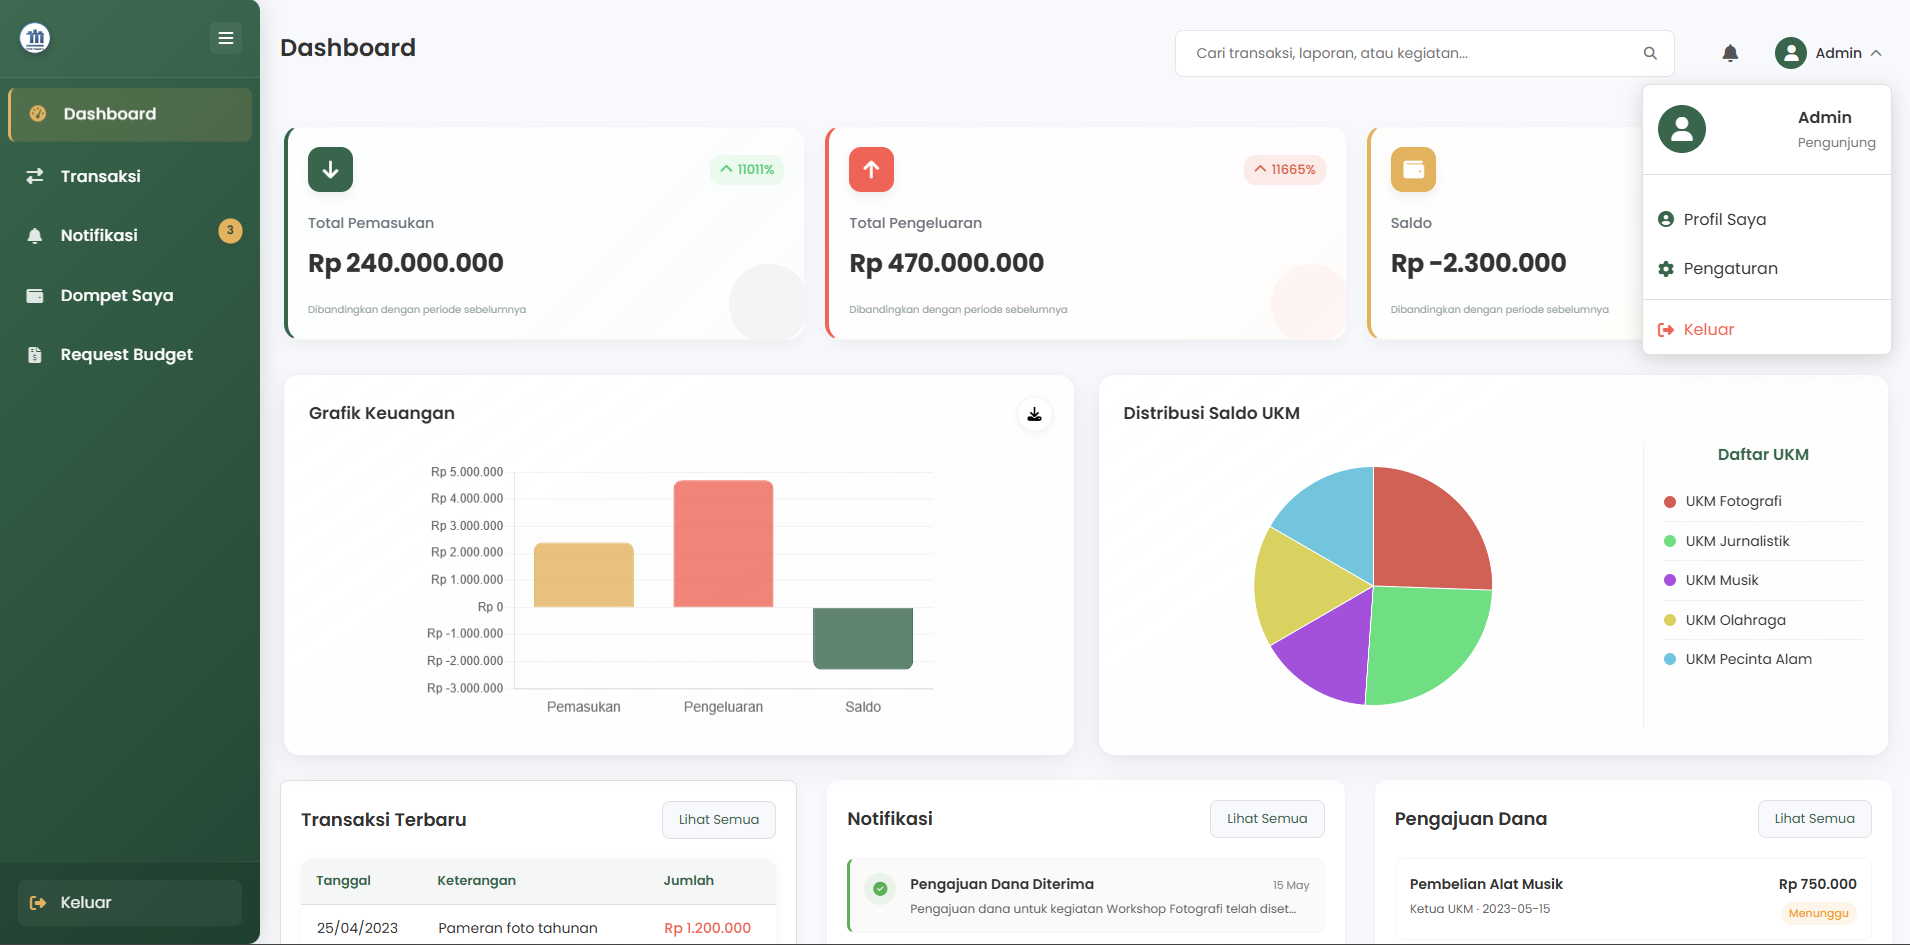 Dashboard
Transaksi
Notifikasi
3
Dompet Saya
Request Budget
Keluar
Dashboard
Cari transaksi, laporan, atau kegiatan...
Admin
Admin
Pengunjung
Profil Saya
Pengaturan
Keluar
11011%
Total Pemasukan
Rp 240.000.000
Dibandingkan dengan periode sebelumnya
11665%
Total Pengeluaran
Rp 470.000.000
Dibandingkan dengan periode sebelumnya
Saldo
Rp -2.300.000
Dibandingkan dengan periode sebelumnya
Grafik Keuangan
Rp 5.000.000
Rp 4.000.000
Rp 3.000.000
Rp 2.000.000
Rp 1.000.000
Rp 0
Rp -1.000.000
Rp -2.000.000
Rp -3.000.000
Pemasukan Pengeluaran Saldo
Distribusi Saldo UKM
Daftar UKM
UKM Fotografi
UKM Jurnalistik
UKM Musik
UKM Olahraga
UKM Pecinta Alam
Transaksi Terbaru
Lihat Semua
Tanggal Keterangan Jumlah
25/04/2023 Pameran foto tahunan Rp 1.200.000
Notifikasi
Lihat Semua
Pengajuan Dana Diterima 15 May
Pengajuan dana untuk kegiatan Workshop Fotografi telah diset...
Pengajuan Dana
Lihat Semua
Pembelian Alat Musik Rp 750.000
Ketua UKM · 2023-05-15
Menunggu